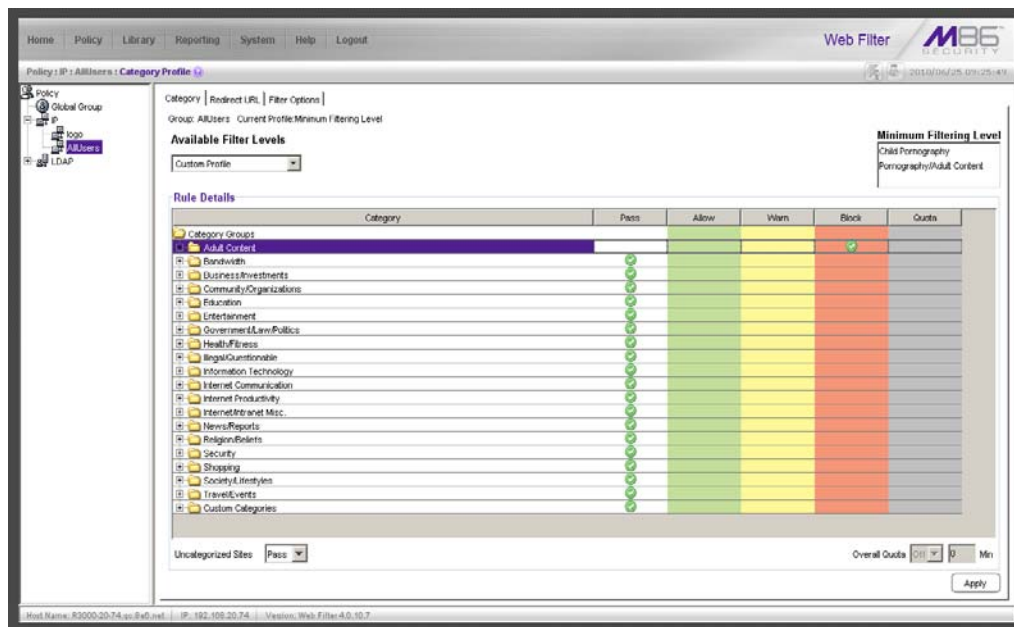 Home Policy Library Reporting System Help Logout
Web Filter
M86 SECURITY
Policy : IP : AllUsers : Category Profile
2010/06/25 09:25:49
Policy
Global Group
IP
logo
AllUsers
LDAP
Category Redirect URL Filter Options
Group: AllUsers Current Profile:Minimum Filtering Level
Available Filter Levels
Custom Profile
Minimum Filtering Level
Child Pornography
Pornography/Adult Content
Rule Details
Category Pass Allow Warn Block Quota
Category Groups
Adult Content
Bandwidth
Business/Investments
Community/Organizations
Education
Entertainment
Government/Law/Politics
Health/Fitness
Illegal/Questionable
Information Technology
Internet Communication
Internet Productivity
Internet/Intranet Misc.
News/Reports
Religion/Beliefs
Security
Shopping
Society/Lifestyles
Travel/Events
Custom Categories
Uncategorized Sites Pass
Overall Quota Off 0 Min
Apply
Host Name: R3000-20-74.qc.8e6.net IP: 192.168.20.74 Version: Web Filter 4.0.10.7